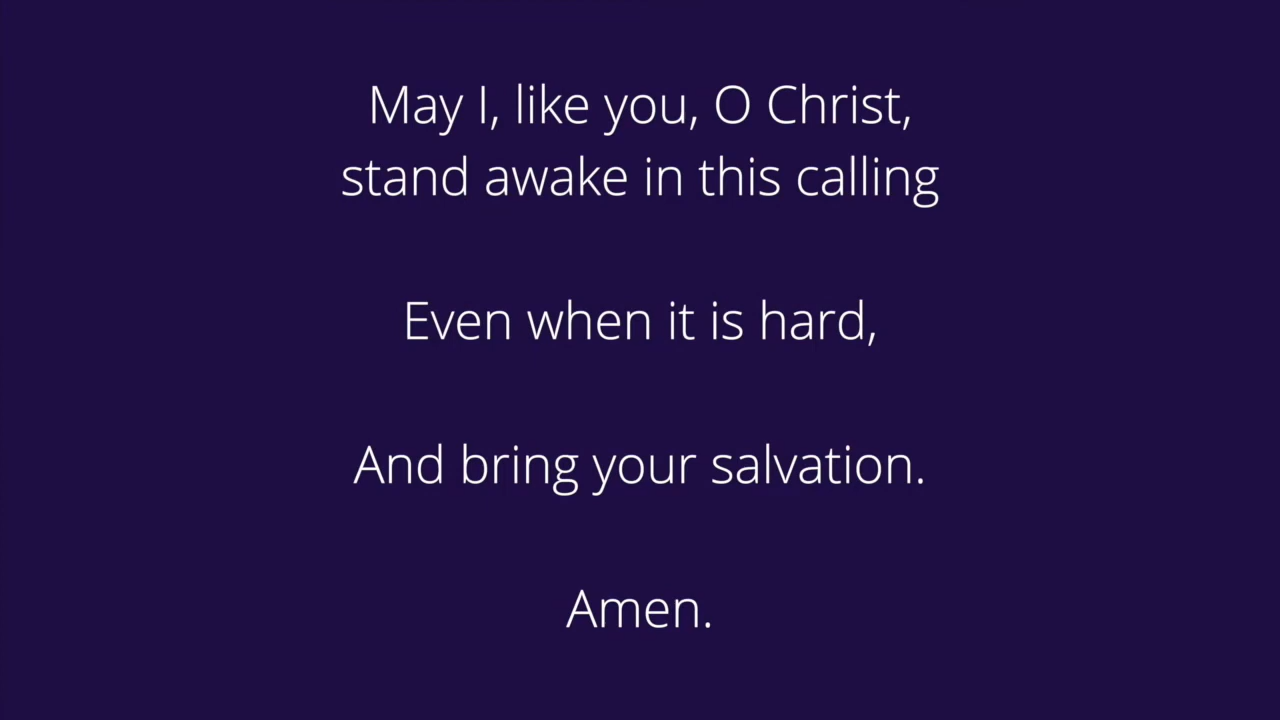 May I, like you, O Christ,
stand awake in this calling
Even when it is hard,
And bring your salvation.
Amen.